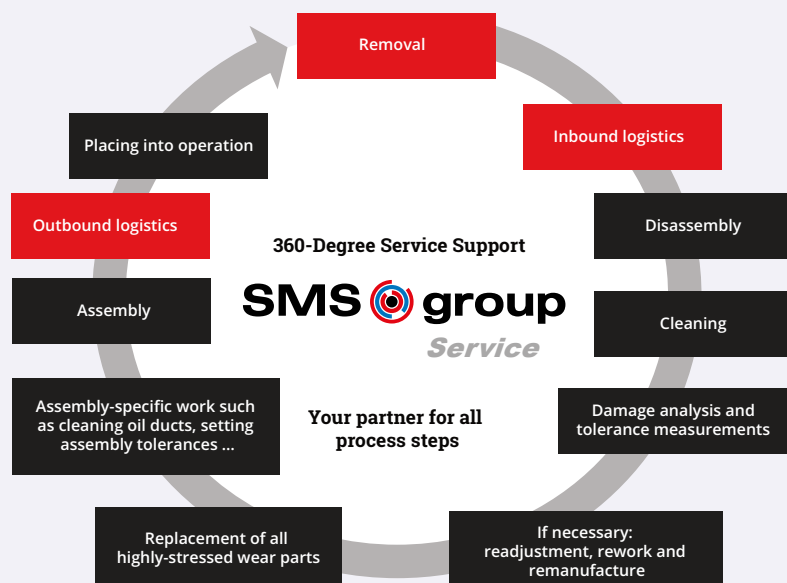 Removal
Inbound logistics
Placing into operation
Outbound logistics
Disassembly
360-Degree Service Support
SMS group
Service
Assembly
Cleaning
Assembly-specific work such
as cleaning oil ducts, setting
assembly tolerances ...
Your partner for all
process steps
Damage analysis and
tolerance measurements
Replacement of all
highly-stressed wear parts
If necessary:
readjustment, rework and
remanufacture